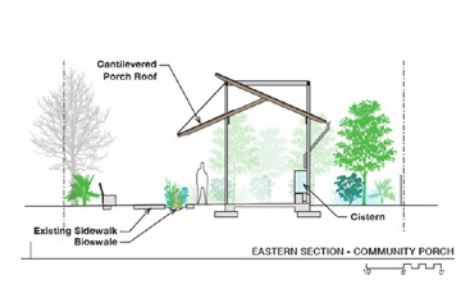 Cantilevered
Porch Roof
Existing Sidewalk
Bioswale
Cistern
EASTERN SECTION - COMMUNITY PORCH